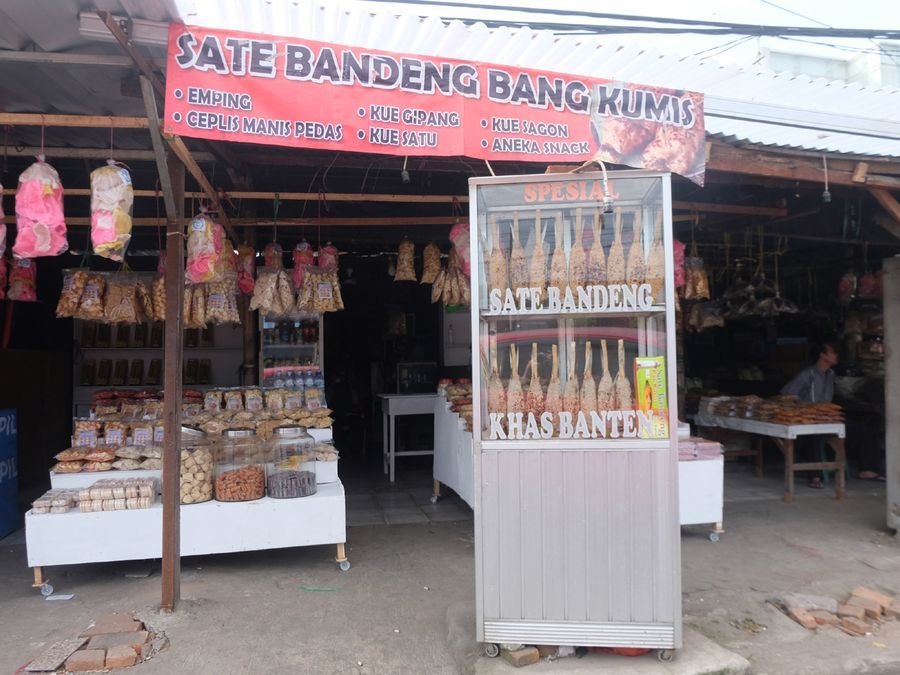 SATE BANDENG BANG KUMIS
• EMPING
• CEPLIS MANIS PEDAS
• KUE GIPANG
• KUE SATU
• KUE SAGON
• ANEKA SNACK
SPESIAL
SATE BANDENG
KHAS BANTEN